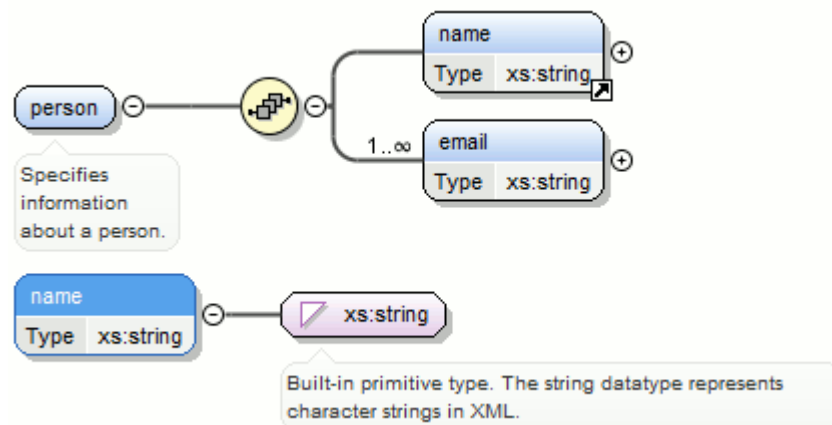 name
Type xs:string
person
1..∞
email
Type xs:string
Specifies
information
about a person.
name
Type xs:string
xs:string
Built-in primitive type. The string datatype represents
character strings in XML.